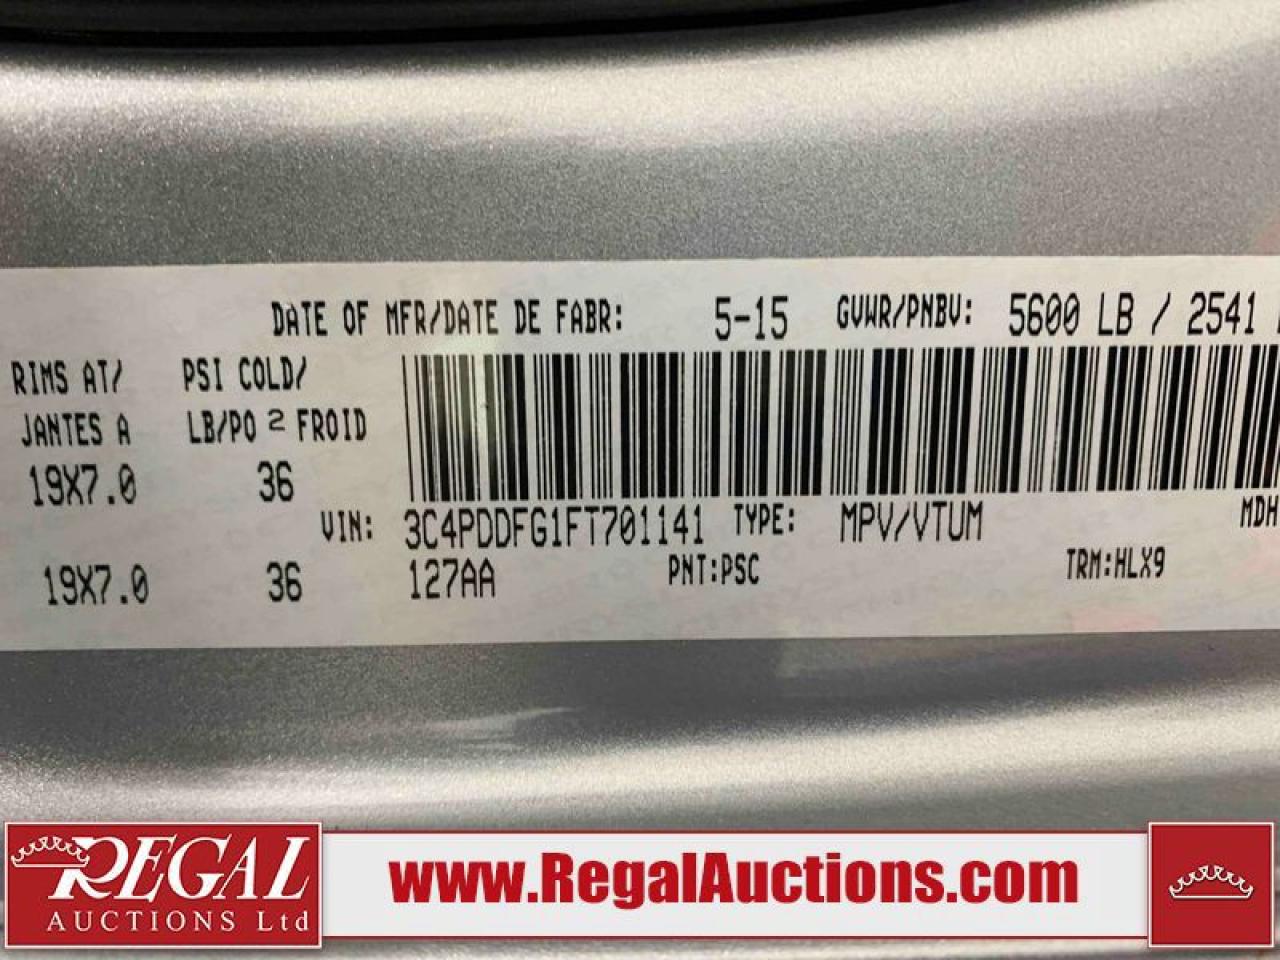 DATE OF MFR/DATE DE FABR: 5-15 GVWR/PNBV: 5600 LB / 2541
RIMS AT/ PSI COLD/
JANTES A LB/PO 2 FROID
19X7.0 36
VIN: 3C4PDDFG1FT701141 TYPE: MPV/VTUM MDH
19X7.0 36 127AA PNT:PSC TRM:HLX9
REGAL
AUCTIONS Ltd
www.RegalAuctions.com